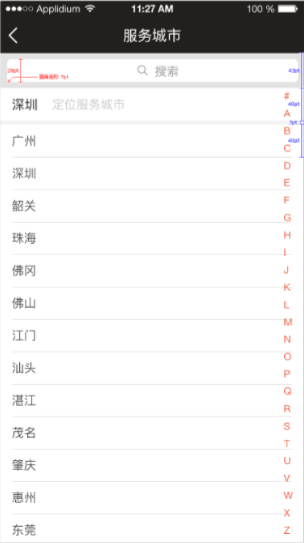 Applidium 11:27 AM 100 %
服务城市
搜索
深圳 定位服务城市
广州
深圳
韶关
珠海
佛冈
佛山
江门
汕头
湛江
茂名
肇庆
惠州
东莞
#
A
B
C
D
E
F
G
H
I
J
K
L
M
N
O
P
Q
R
S
T
U
V
W
X
Z